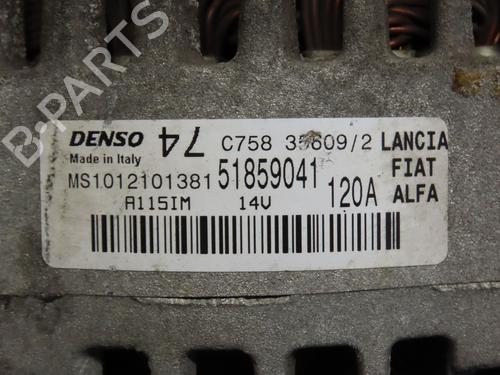 B-PARTS
DENSO 74 C758 35609/2 LANCIA
Made in Italy FIAT
MS1012101381 51859041 120A ALFA
A115IM 14V